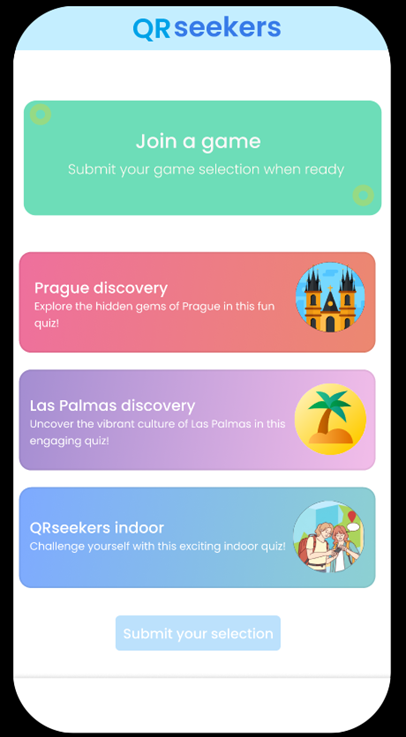 QRseekers
Join a game
Submit your game selection when ready
Prague discovery
Explore the hidden gems of Prague in this fun
quiz!
Las Palmas discovery
Uncover the vibrant culture of Las Palmas in this
engaging quiz!
QRseekers indoor
Challenge yourself with this exciting indoor quiz!
Submit your selection